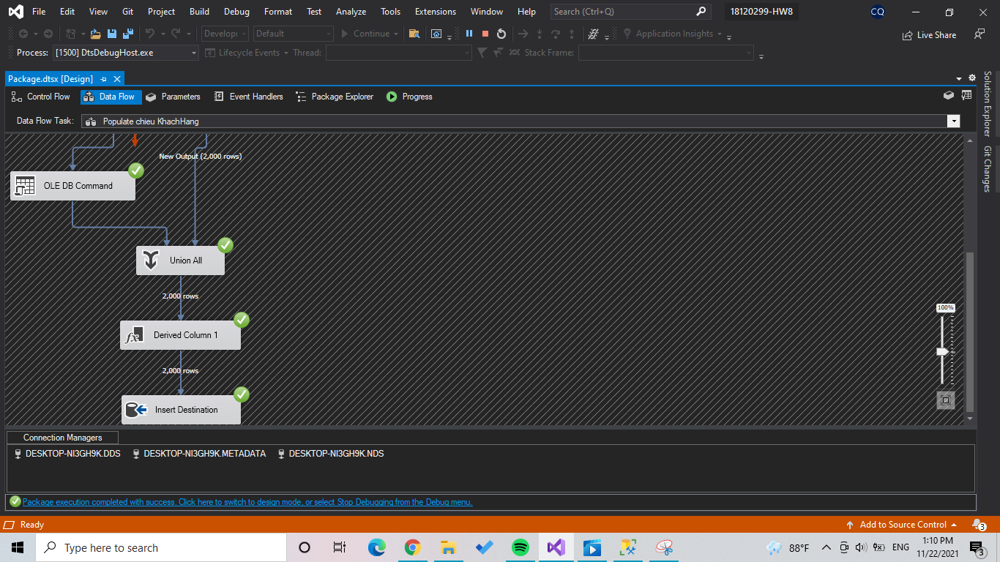 File Edit View Git Project Build Debug Format Test Analyze Tools Extensions Window Help Search (Ctrl+Q) 18120299-HW8 CQ
Developi Default Continue Application Insights Live Share
Process: [1500] DtsDebugHost.exe Lifecycle Events Thread: Stack Frame:
Package.dtsx [Design]
Control Flow Data Flow Parameters Event Handlers Package Explorer Progress
Data Flow Task: Populate chieu KhachHang
Solution Explorer
Git Changes
New Output (2,000 rows)
OLE DB Command
Union All
2,000 rows
fx Derived Column 1
2,000 rows
Insert Destination
100%
Connection Managers
DESKTOP-NI3GH9K.DDS DESKTOP-NI3GH9K.METADATA DESKTOP-NI3GH9K.NDS
Package execution completed with success. Click here to switch to design mode, or select Stop Debugging from the Debug menu.
Ready Add to Source Control 3
Type here to search 88°F ENG 1:10 PM
11/22/2021 3